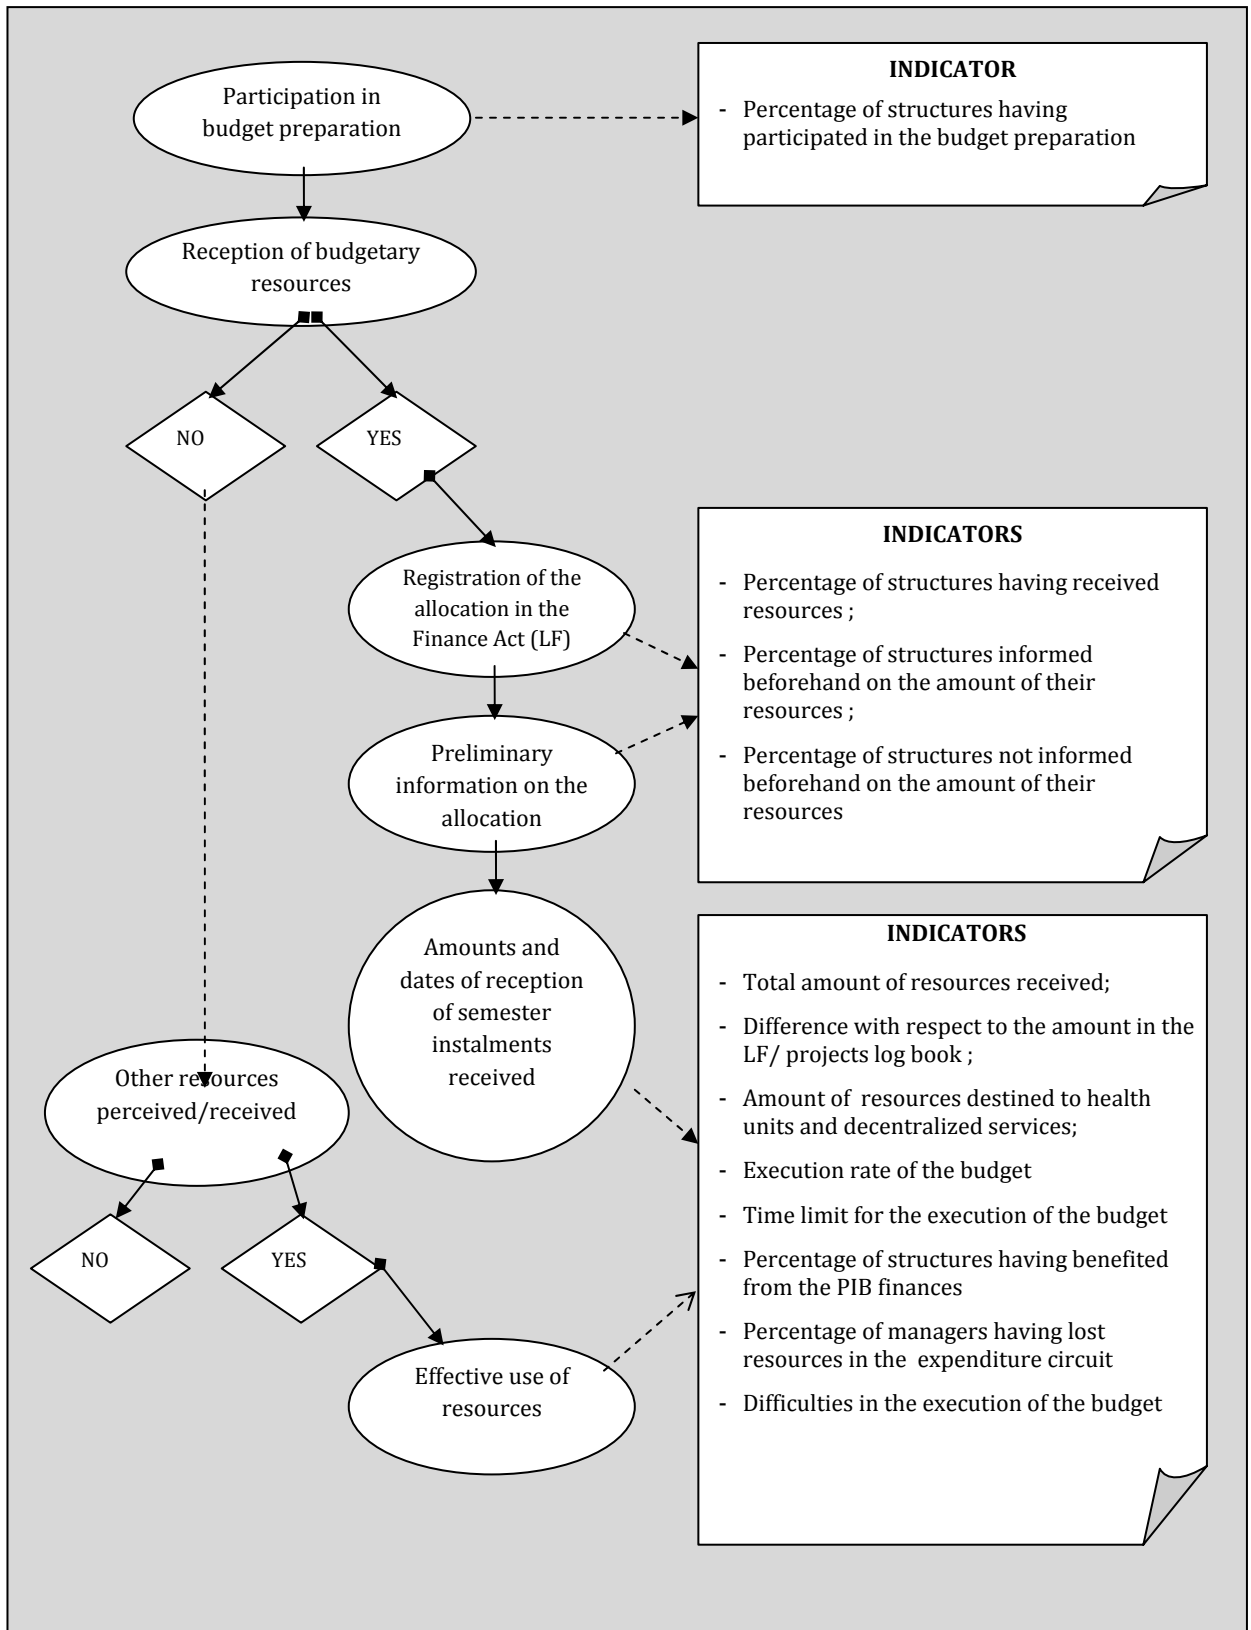 Participation in
budget preparation
INDICATOR
- Percentage of structures having
participated in the budget preparation
Reception of budgetary
resources
NO
YES
Registration of the
allocation in the
Finance Act (LF)
Preliminary
information on the
allocation
INDICATORS
- Percentage of structures having received
resources ;
- Percentage of structures informed
beforehand on the amount of their
resources ;
- Percentage of structures not informed
beforehand on the amount of their
resources
Amounts and
dates of reception
of semester
instalments
received
Other resources
perceived/received
NO
YES
Effective use of
resources
INDICATORS
- Total amount of resources received;
- Difference with respect to the amount in the
LF/ projects log book ;
- Amount of resources destined to health
units and decentralized services;
- Execution rate of the budget
- Time limit for the execution of the budget
- Percentage of structures having benefited
from the PIB finances
- Percentage of managers having lost
resources in the expenditure circuit
- Difficulties in the execution of the budget